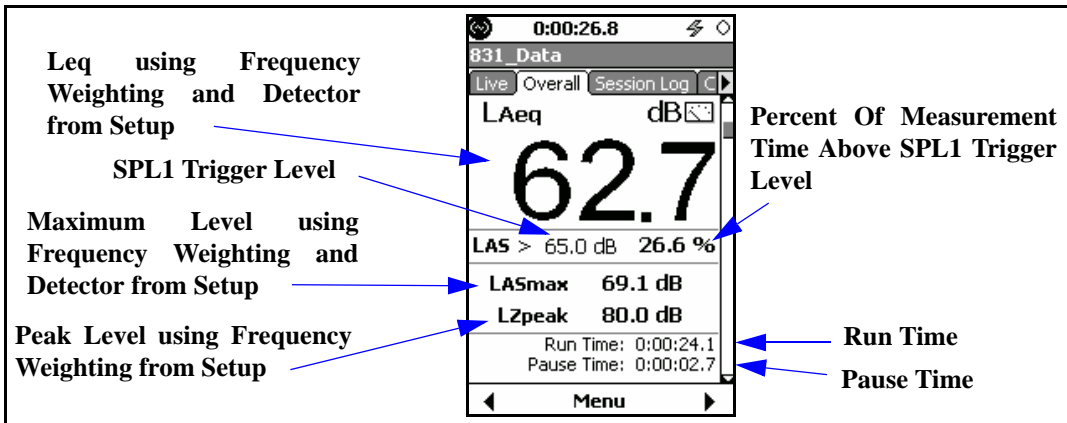 Leq using Frequency
Weighting and Detector
from Setup
SPL1 Trigger Level
Maximum Level using
Frequency Weighting and
Detector from Setup
Peak Level using Frequency
Weighting from Setup
0:00:26.8
831_Data
Live Overall Session Log C
LAeq dB
62.7
LAS > 65.0 dB 26.6 %
LASmax 69.1 dB
LZpeak 80.0 dB
Run Time: 0:00:24.1
Pause Time: 0:00:02.7
Menu
Percent Of Measurement
Time Above SPL1 Trigger
Level
Run Time
Pause Time